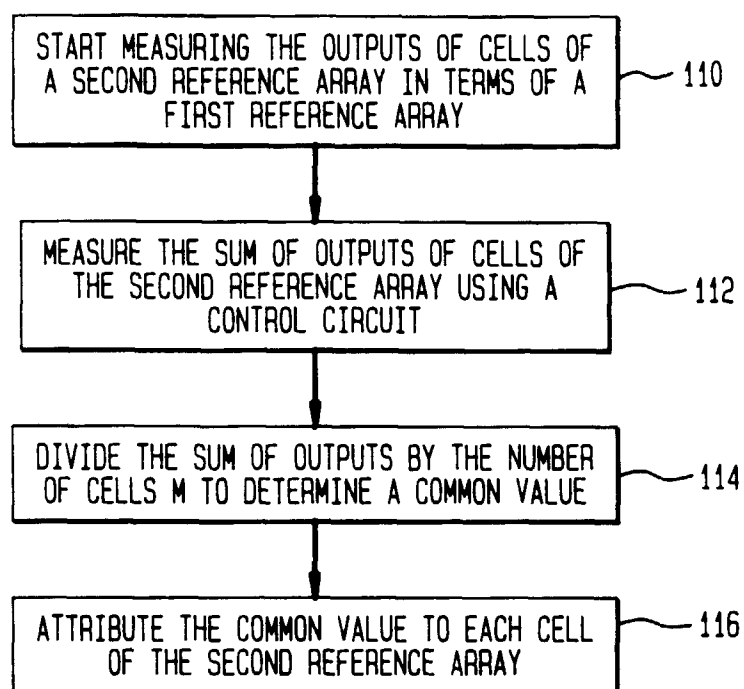 START MEASURING THE OUTPUTS OF CELLS OF
A SECOND REFERENCE ARRAY IN TERMS OF A
FIRST REFERENCE ARRAY
110
MEASURE THE SUM OF OUTPUTS OF CELLS OF
THE SECOND REFERENCE ARRAY USING A
CONTROL CIRCUIT
112
DIVIDE THE SUM OF OUTPUTS BY THE NUMBER
OF CELLS M TO DETERMINE A COMMON VALUE
114
ATTRIBUTE THE COMMON VALUE TO EACH CELL
OF THE SECOND REFERENCE ARRAY
116